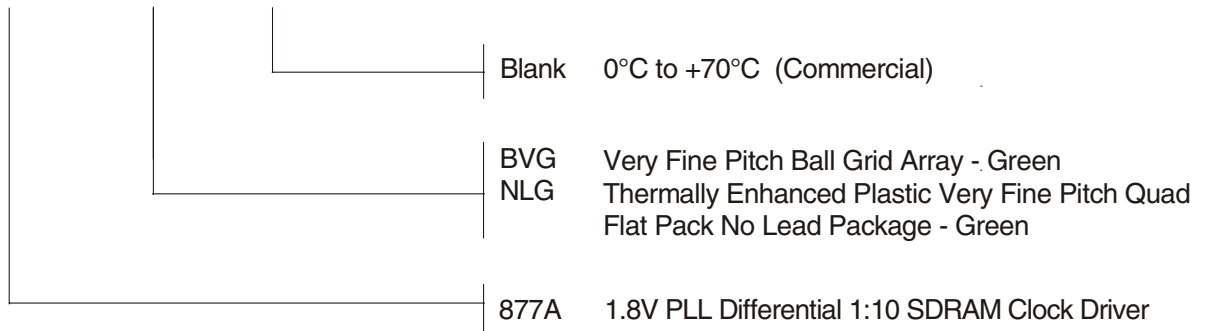 Blank 0°C to +70°C (Commercial)
BVG Very Fine Pitch Ball Grid Array - Green
NLG Thermally Enhanced Plastic Very Fine Pitch Quad
Flat Pack No Lead Package - Green
877A 1.8V PLL Differential 1:10 SDRAM Clock Driver